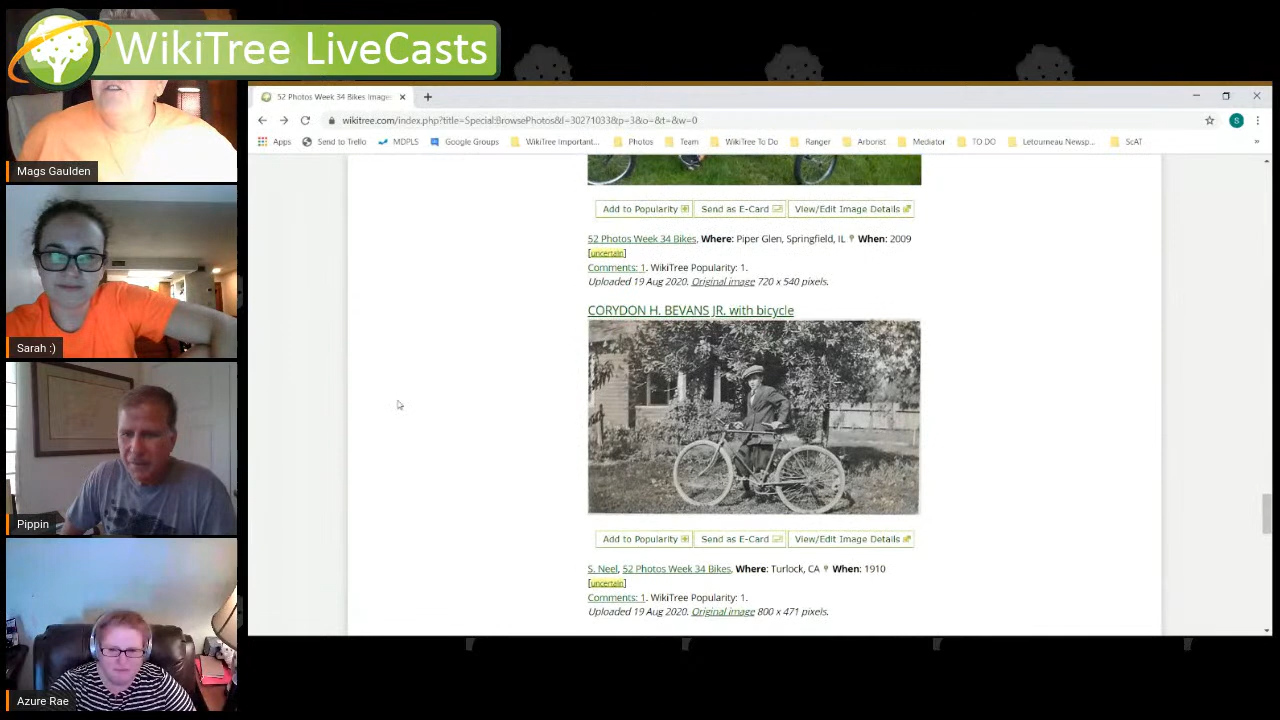 WikiTree LiveCasts
Mags Gaulden
Sarah :)
Pippin
Azure Rae
52 Photos Week 34 Bikes Image
wikitree.com/index.php?title=Special:BrowsePhotos&l=30271033&p=3&o=&t=&w=0
Apps Send to Trello MDPLS Google Groups WikiTree Important... Photos Team WikiTree To Do Ranger Arborist Mediator TO DO Letourneau Newsp... ScAT »
Add to Popularity Send as E-Card View/Edit Image Details
52 Photos Week 34 Bikes, Where: Piper Glen, Springfield, IL When: 2009
[uncertain]
Comments: 1. WikiTree Popularity: 1.
Uploaded 19 Aug 2020. Original image 720 x 540 pixels.
CORYDON H. BEVANS JR. with bicycle
Add to Popularity Send as E-Card View/Edit Image Details
S. Neel, 52 Photos Week 34 Bikes, Where: Turlock, CA When: 1910
[uncertain]
Comments: 1. WikiTree Popularity: 1.
Uploaded 19 Aug 2020. Original image 800 x 471 pixels.
S